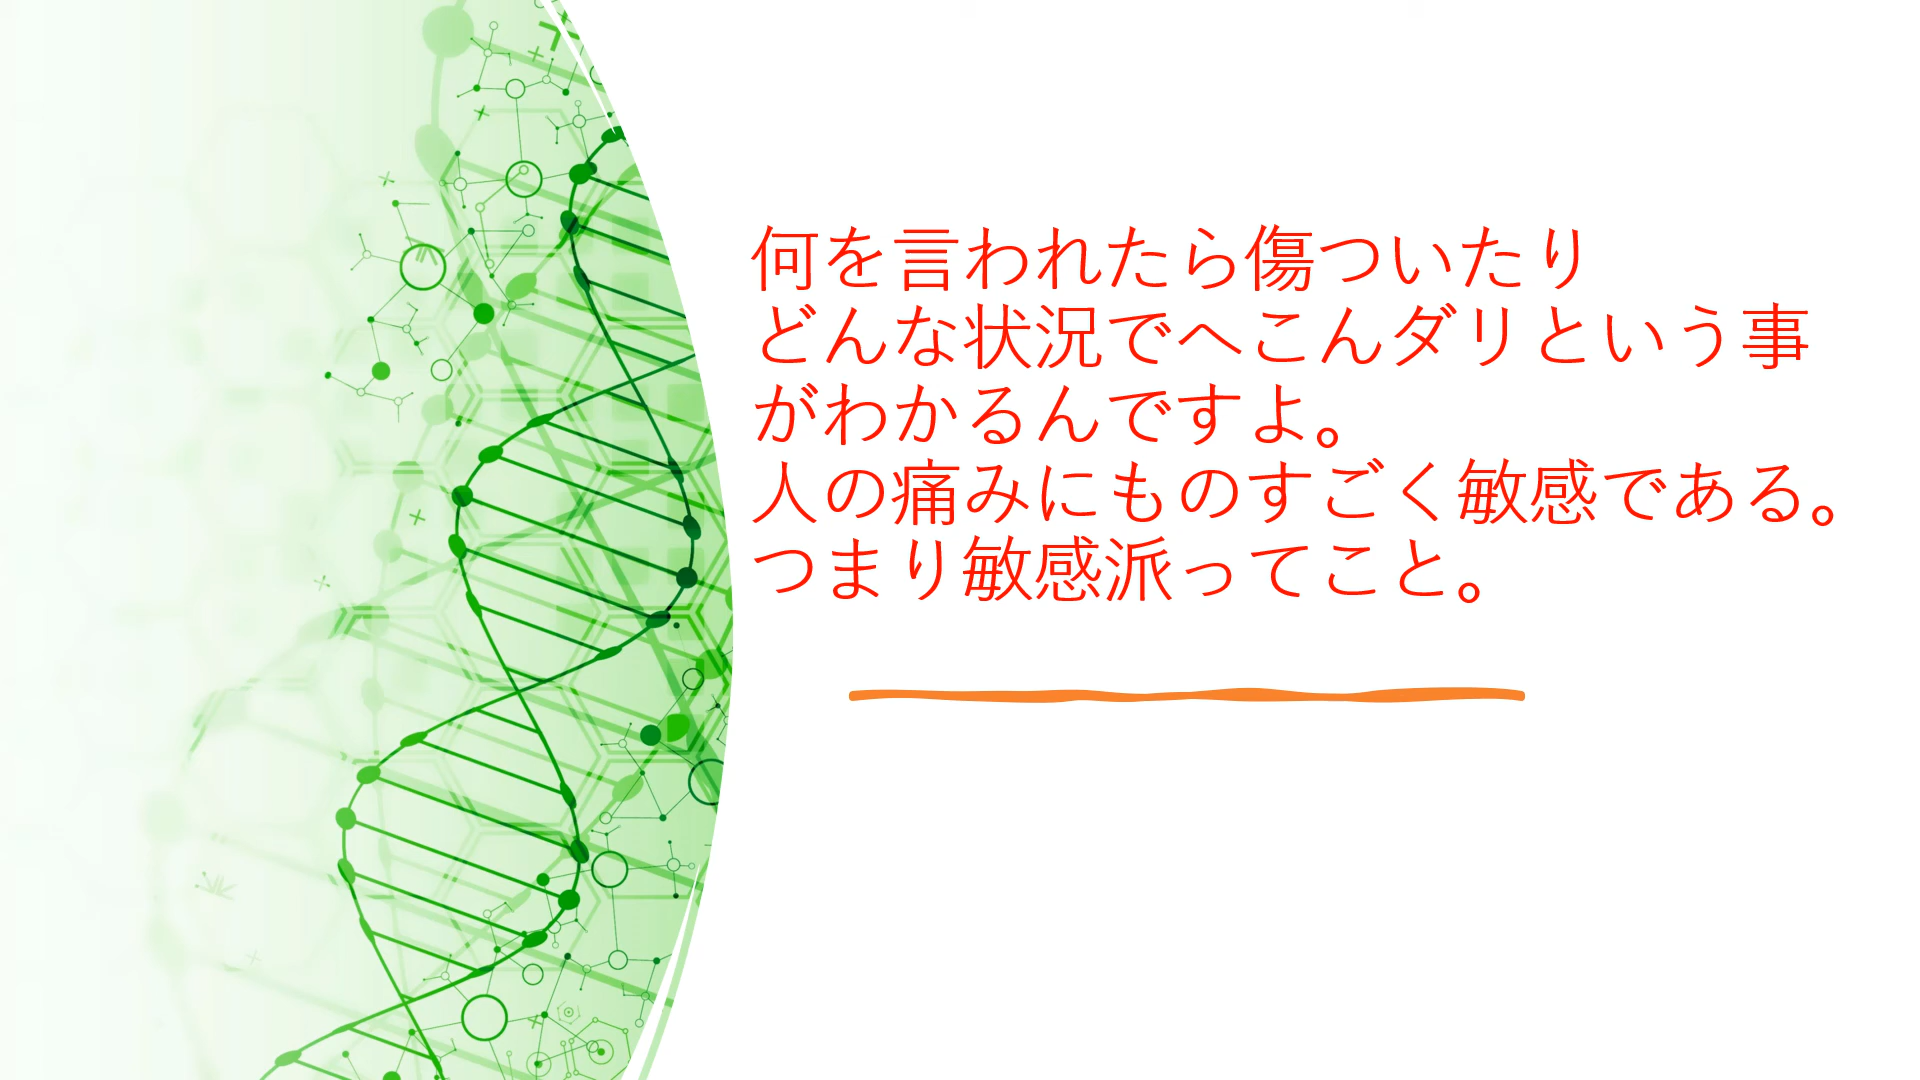 何を言われたら傷ついたり
どんな状況でへこんダリという事
がわかるんですよ。
人の痛みにものすごく敏感である。
つまり敏感派ってこと。